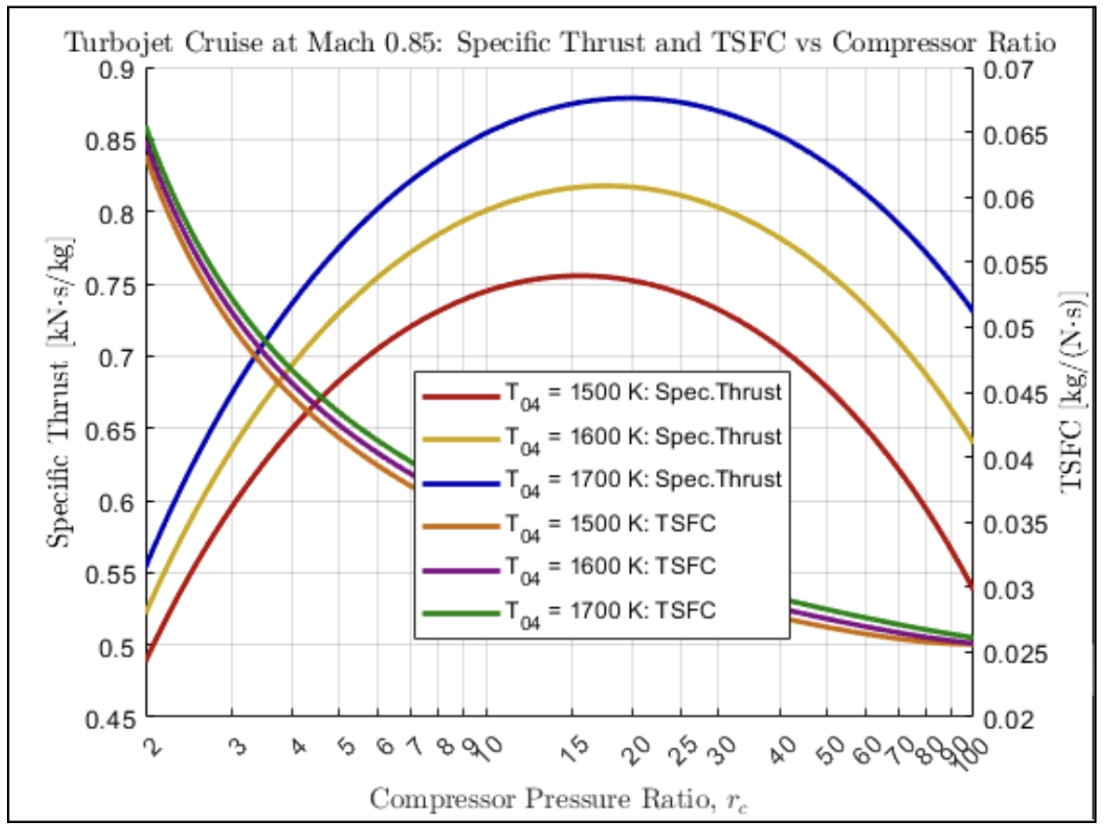 Turbojet Cruise at Mach 0.85: Specific Thrust and TSFC vs Compressor Ratio
0.9
0.85
0.8
0.75
0.7
0.65
0.6
0.55
0.5
0.45
Specific Thrust [kN·s/kg]
0.07
0.065
0.06
0.055
0.05
0.045
0.04
0.035
0.03
0.025
0.02
TSFC [kg/(N·s)]
T04 = 1500 K: Spec.Thrust
T04 = 1600 K: Spec.Thrust
T04 = 1700 K: Spec.Thrust
T04 = 1500 K: TSFC
T04 = 1600 K: TSFC
T04 = 1700 K: TSFC
2 3 4 5 6 7 8 9 10 15 20 25 30 40 50 60 70 80 90 100
Compressor Pressure Ratio, rc